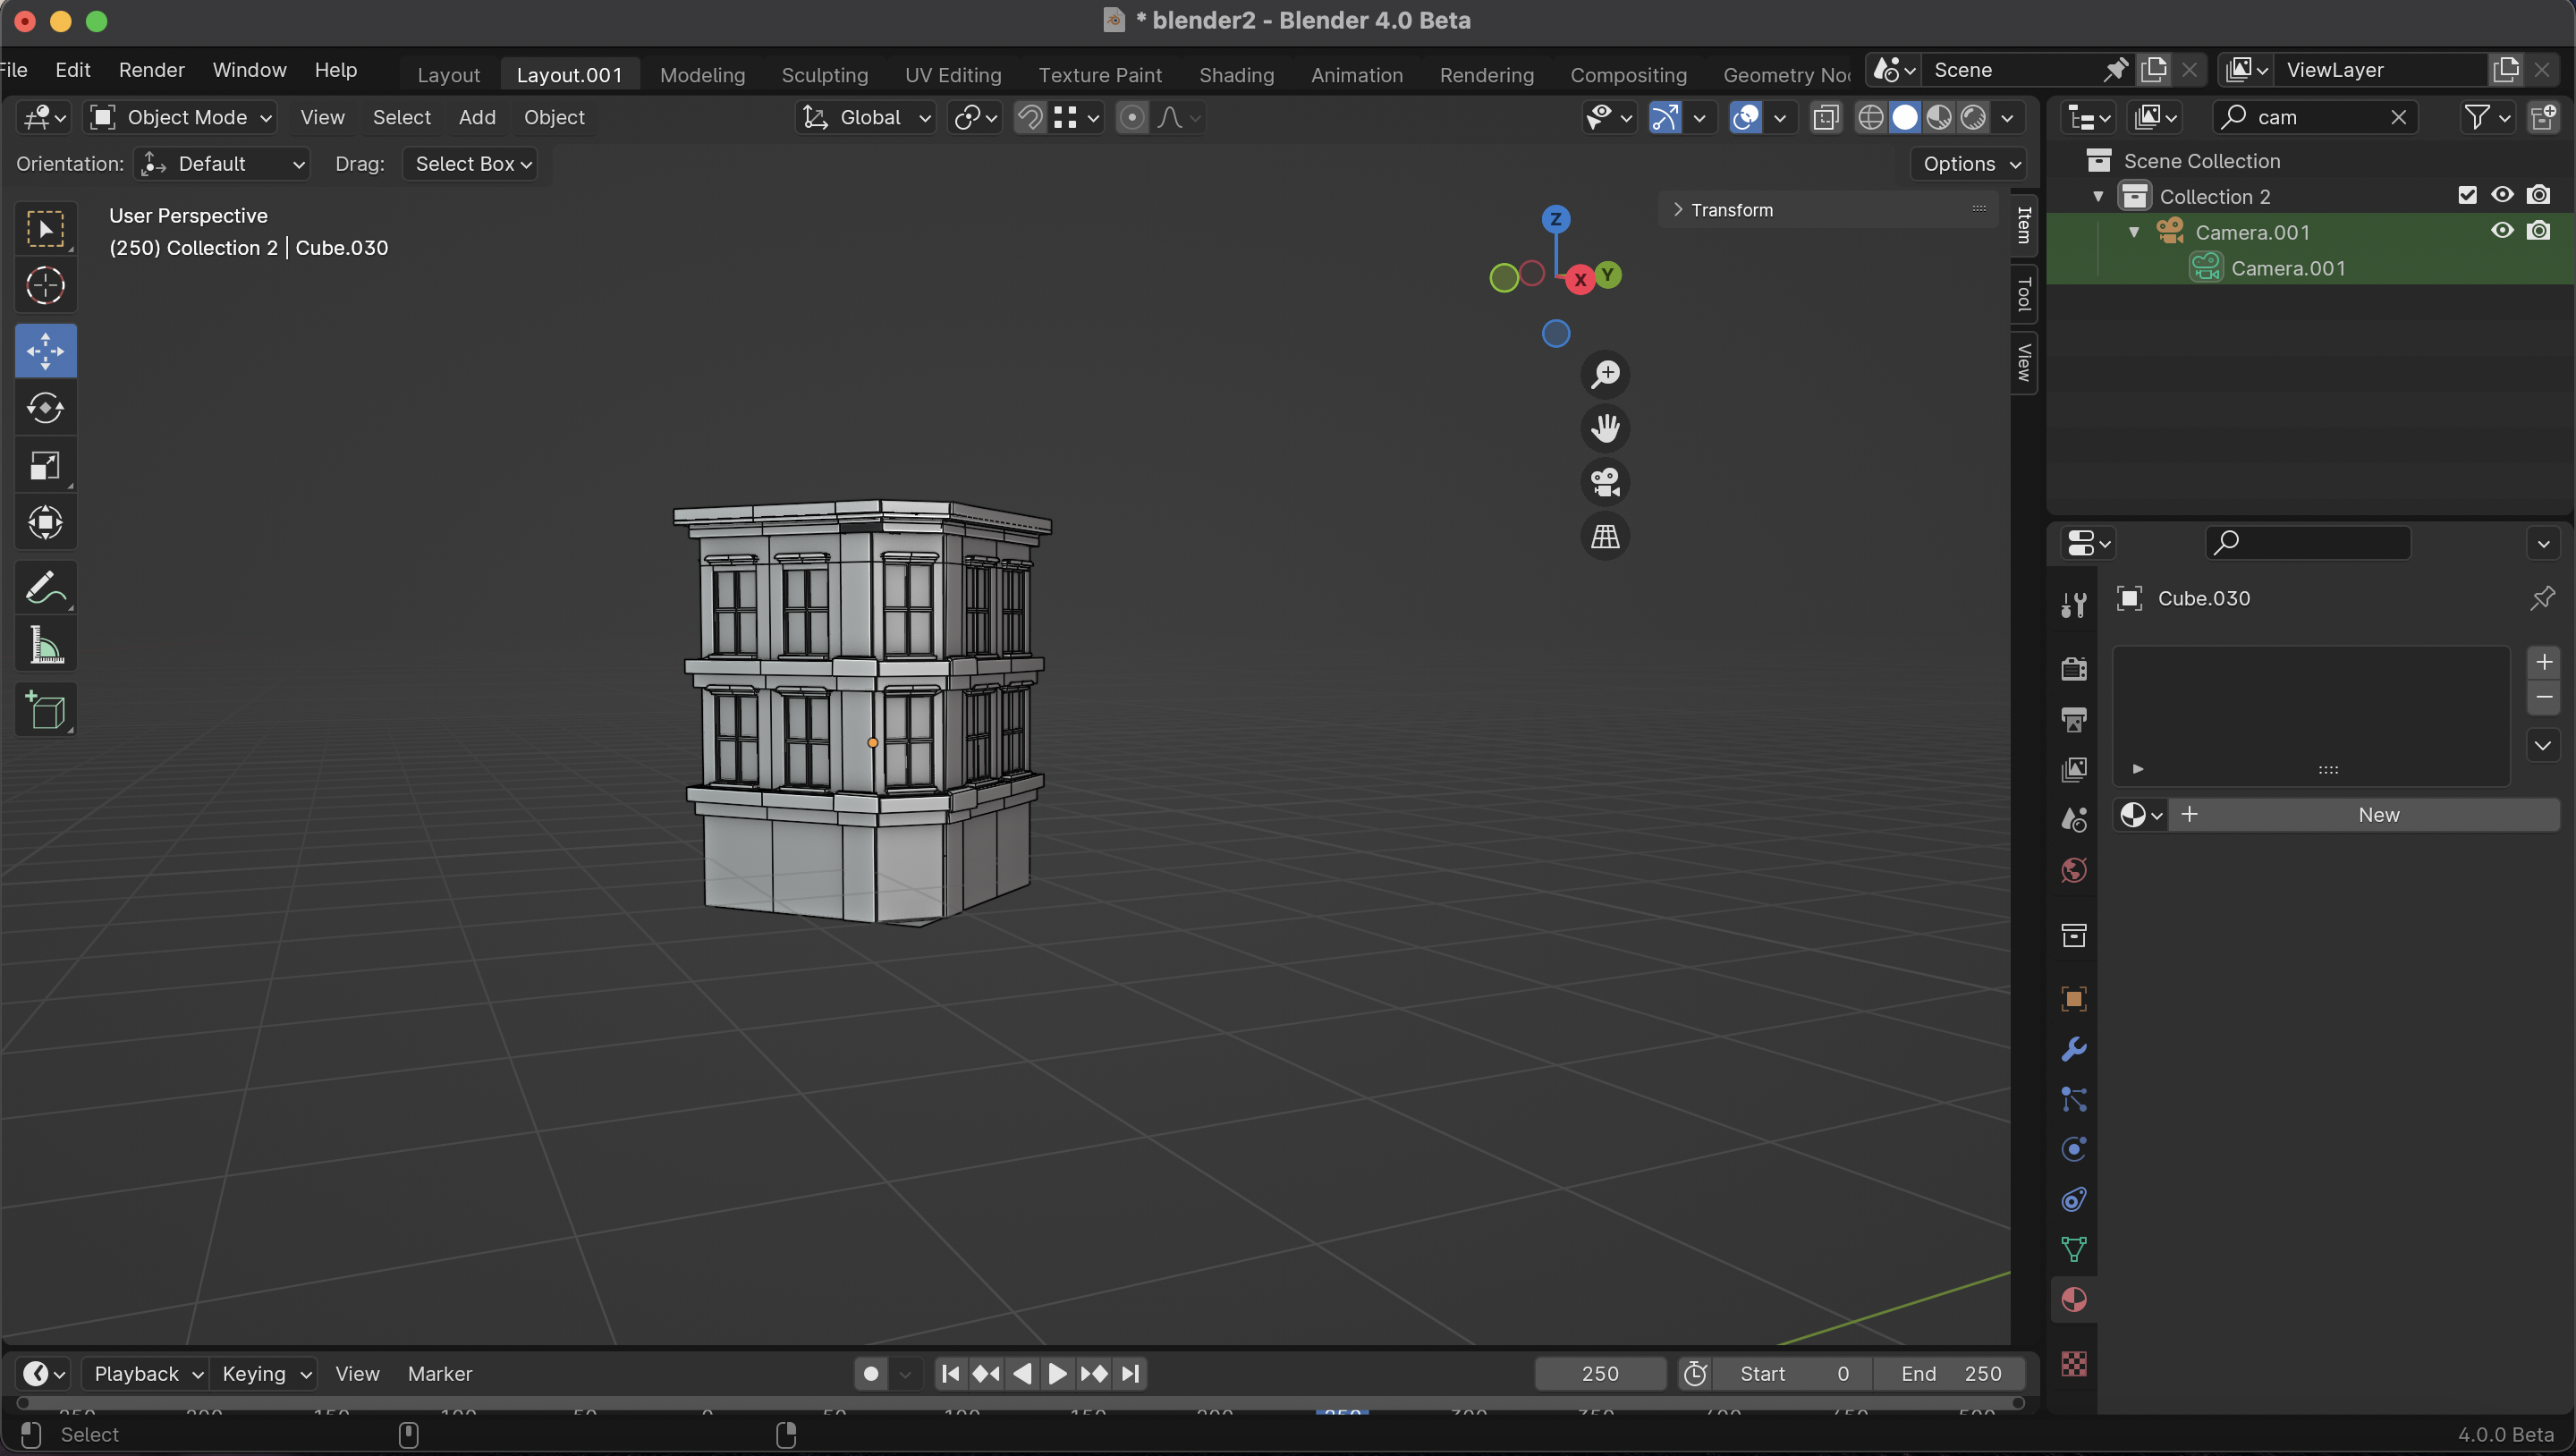 * blender2 - Blender 4.0 Beta
File Edit Render Window Help Layout Layout.001 Modeling Sculpting UV Editing Texture Paint Shading Animation Rendering Compositing Geometry Scene ViewLayer
Object Mode View Select Add Object Global cam
Orientation: Default Drag: Select Box Options
Scene Collection
Collection 2
Camera.001
Camera.001
User Perspective
(250) Collection 2 | Cube.030
Transform
Item
Tool
View
Z
X Y
Cube.030
New
Playback Keying View Marker 250 Start 0 End 250
Select 4.0.0 Beta